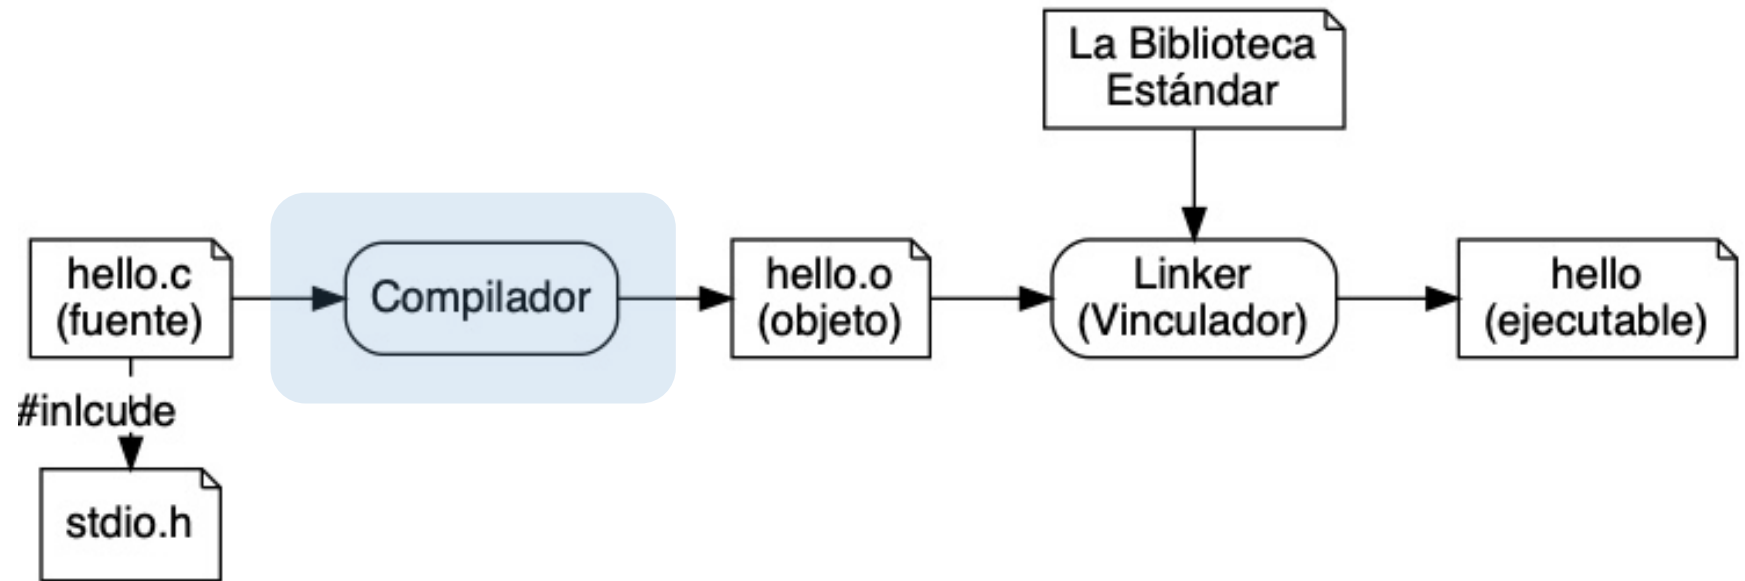 La Biblioteca
Estándar
hello.c
(fuente)
Compilador
hello.o
(objeto)
Linker
(Vinculador)
hello
(ejecutable)
#inlcude
stdio.h